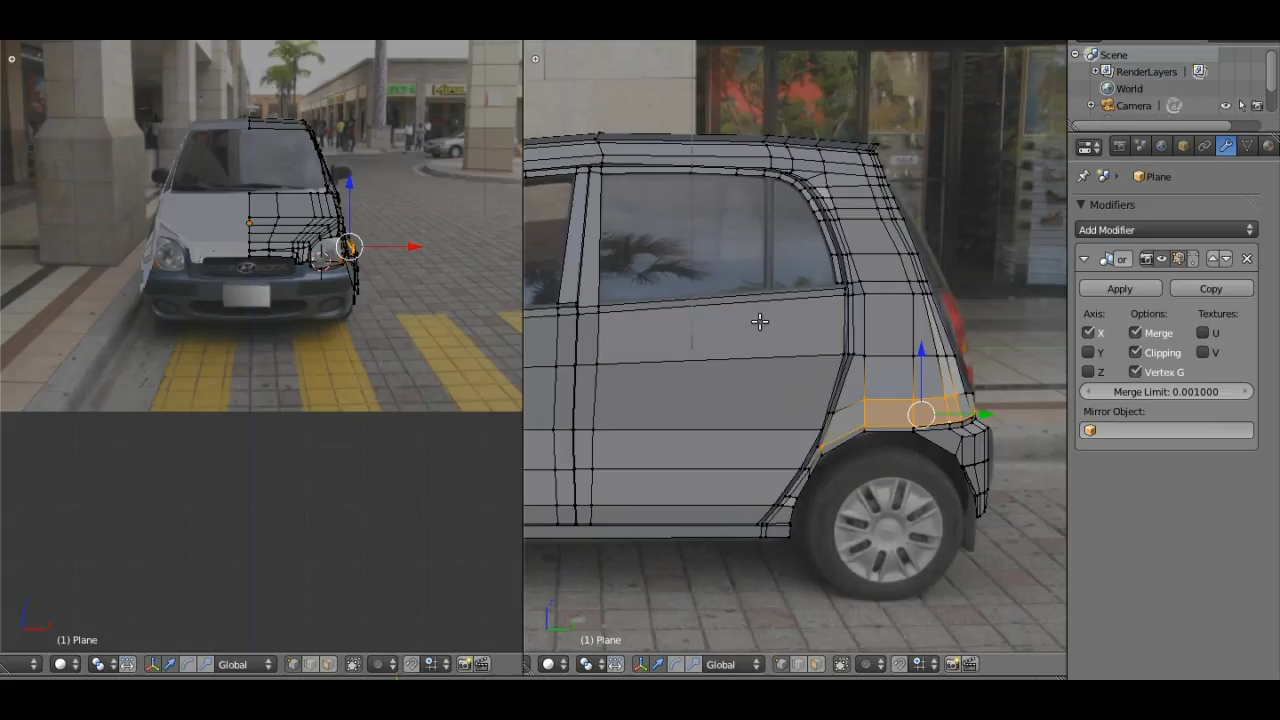 Scene
RenderLayers
World
Camera
Plane
Modifiers
Add Modifier
or
Apply
Copy
Axis:
Options:
Textures:
X
Merge
U
Y
Clipping
V
Z
Vertex G
Merge Limit: 0.001000
Mirror Object:
(1) Plane
(1) Plane
Global
Global